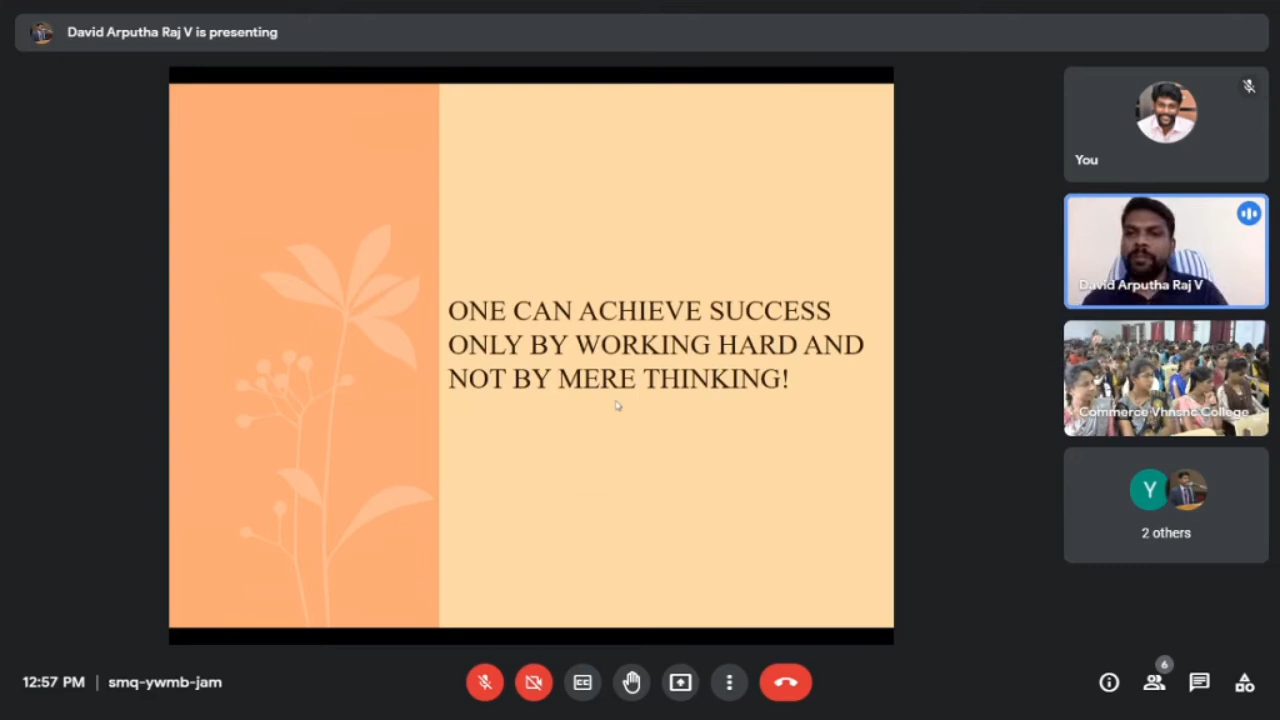 David Arputha Raj V is presenting
ONE CAN ACHIEVE SUCCESS
ONLY BY WORKING HARD AND
NOT BY MERE THINKING!
You
David Arputha Raj V
Commerce Vhnsnc College
Y
2 others
12:57 PM | smq-ywmb-jam
CC
6